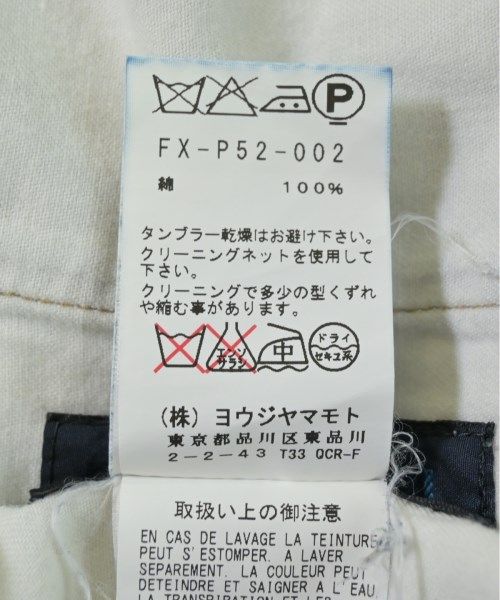 P
FX-P52-002
綿 100%
タンブラー乾燥はお避け下さい。
クリーニングネットを使用して
下さい。
クリーニングで多少の型くずれ
や縮む事があります。
エンソ サラシ 中 ドライ セキユ系
(株) ヨウジヤマモト
東京都品川区東品川
2-2-43 T33 QCR-F
取扱い上の御注意
EN CAS DE LAVAGE LA TEINTURE
PEUT S'ESTOMPER. A LAVER
SEPAREMENT. LA COULEUR PEUT
DETEINDRE ET SAIGNER A L'EAU.
LA TRANSPIRATION ET LES